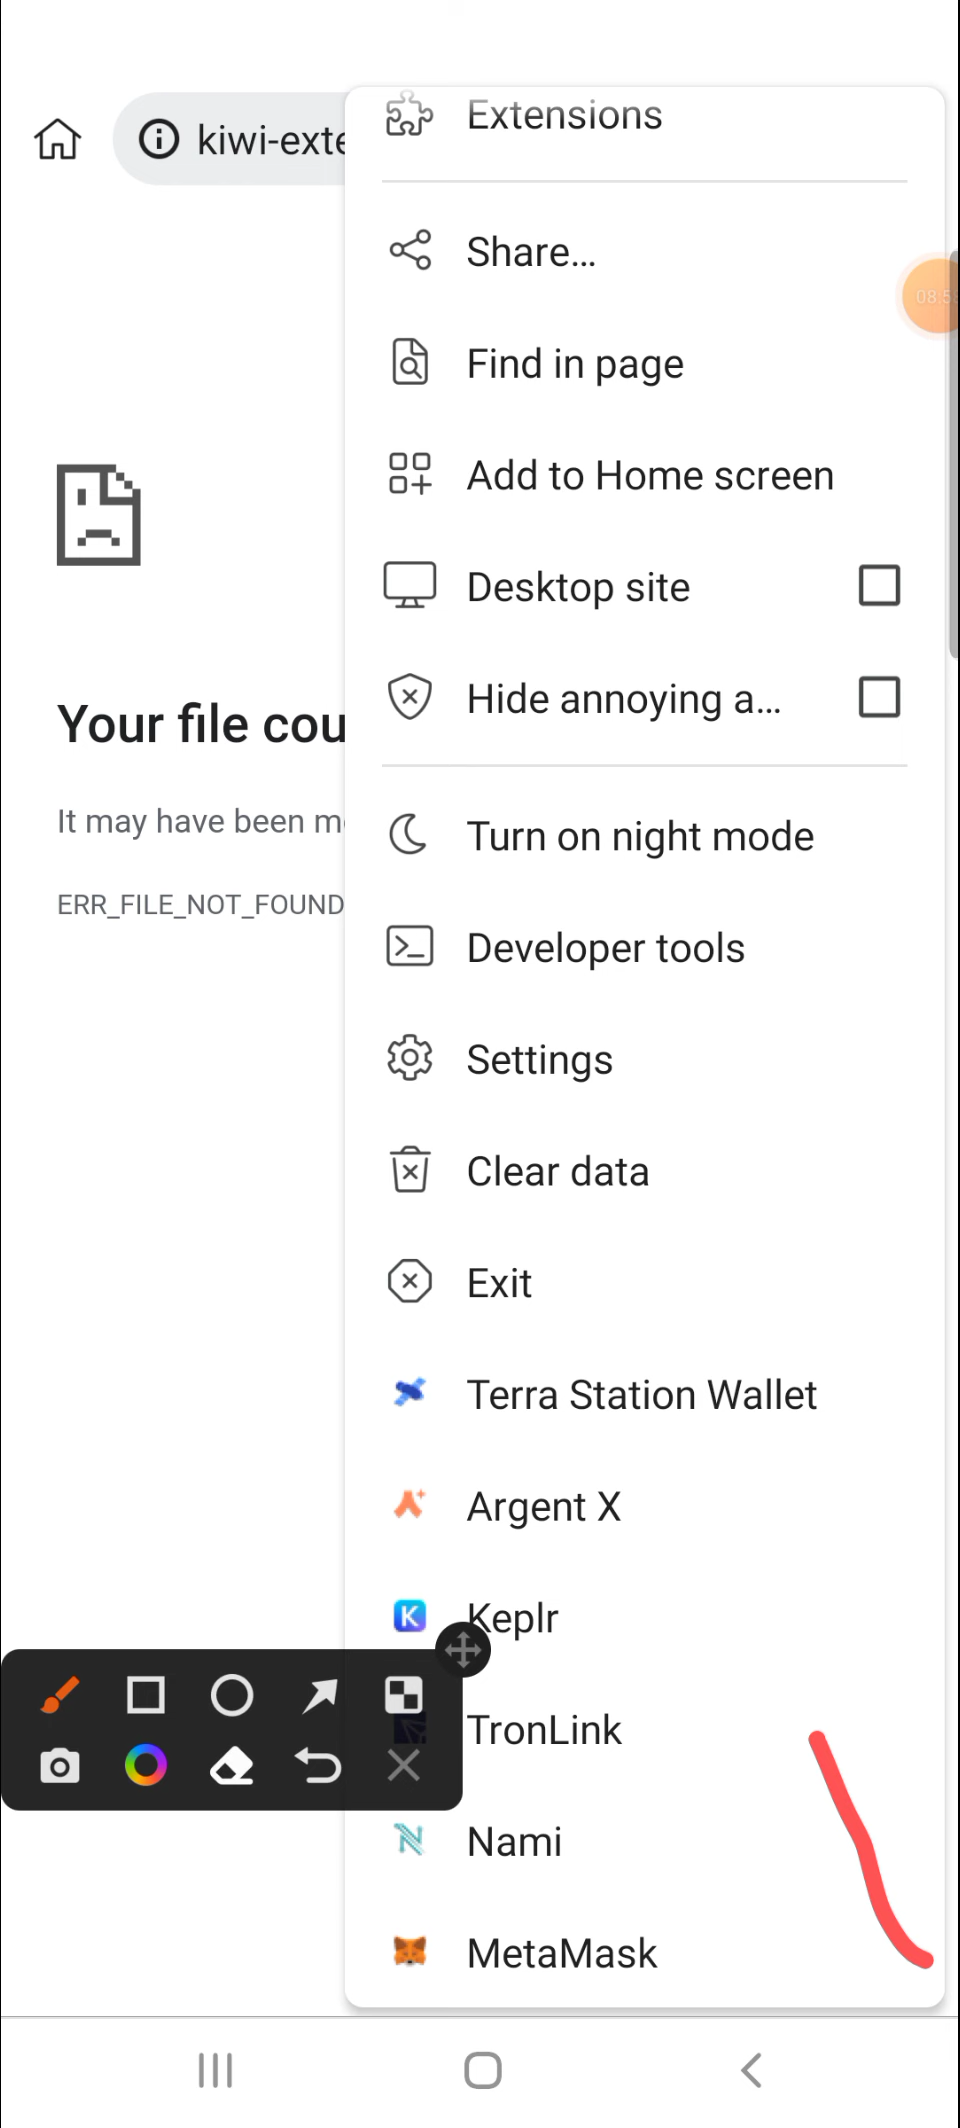 kiwi-exte
Extensions
Share...
08:5
Find in page
Add to Home screen
Desktop site
Hide annoying a...
Your file cou
It may have been m
ERR_FILE_NOT_FOUND
Turn on night mode
Developer tools
Settings
Clear data
Exit
Terra Station Wallet
Argent X
Keplr
TronLink
Nami
MetaMask